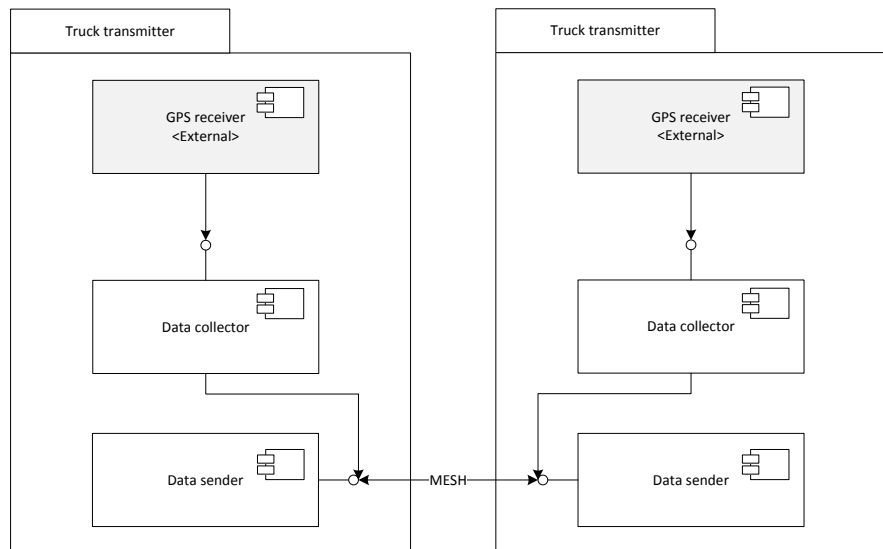 Truck transmitter
GPS receiver
<External>
Data collector
Data sender
MESH
Truck transmitter
GPS receiver
<External>
Data collector
Data sender